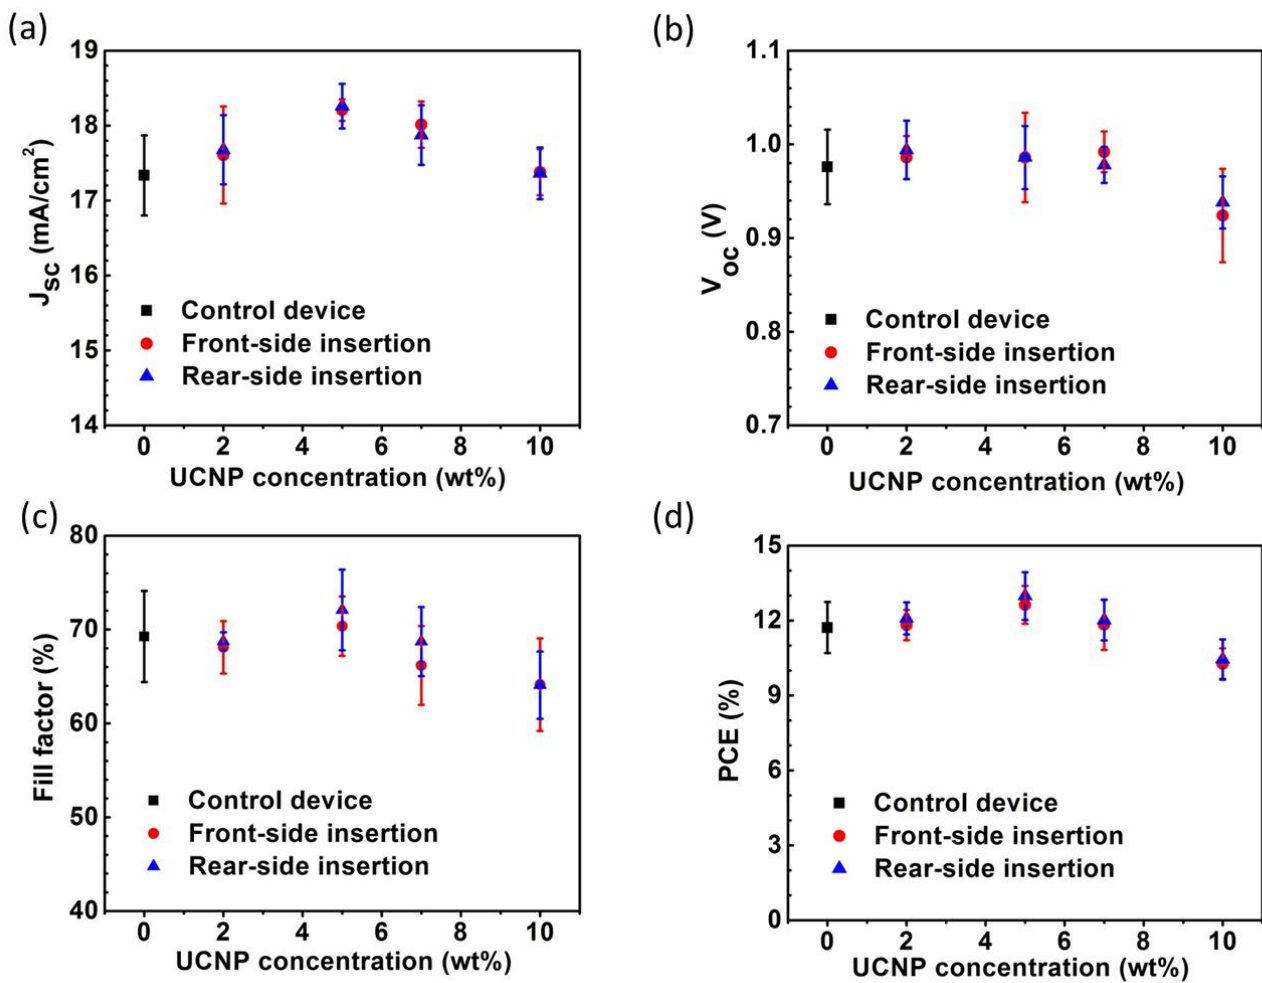 (a)
19
18
17
16
15
14
J_SC (mA/cm²)
Control device
Front-side insertion
Rear-side insertion
0 2 4 6 8 10
UCNP concentration (wt%)
(b)
1.1
1.0
0.9
0.8
0.7
V_OC (V)
Control device
Front-side insertion
Rear-side insertion
0 2 4 6 8 10
UCNP concentration (wt%)
(c)
80
70
60
50
40
Fill factor (%)
Control device
Front-side insertion
Rear-side insertion
0 2 4 6 8 10
UCNP concentration (wt%)
(d)
15
12
9
6
3
0
PCE (%)
Control device
Front-side insertion
Rear-side insertion
0 2 4 6 8 10
UCNP concentration (wt%)